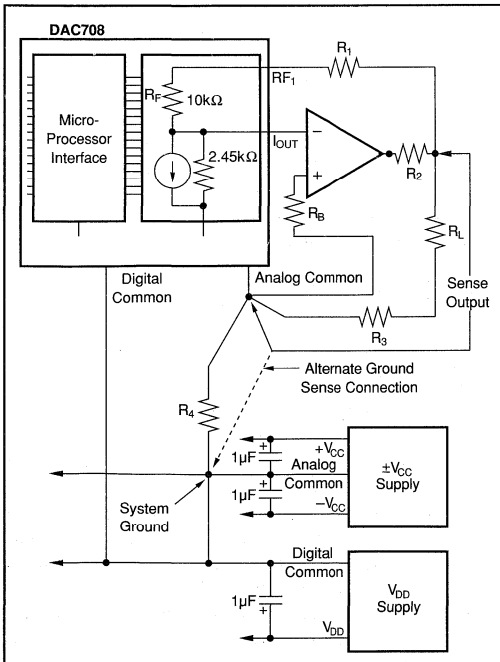 DAC708
Micro-
Processor
Interface
RF
10kΩ
2.45kΩ
RF1
R1
IOUT
−
+
RB
R2
RL
Digital
Common
Analog Common
Sense
Output
R3
Alternate Ground
Sense Connection
R4
System
Ground
1µF
+
+VCC
Analog
Common
1µF
+
−VCC
±VCC
Supply
Digital
Common
1µF
+
VDD
VDD
Supply